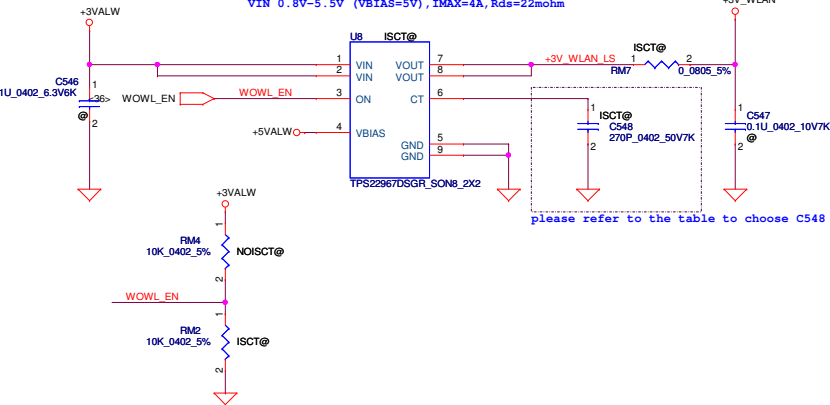 VIN 0.8V-5.5V (VBIAS=5V),IMAX=4A,Rds=22mohm
+3VALW
+3V_WLAN
U8 ISCT@
ISCT@
1 VIN VOUT 7 +3V_WLAN_LS 1 2
2 VIN VOUT 8 RM7 0_0805_5%
C546
1
1U_0402_6.3V6K
<36>
@
2
WOWL_EN WOWL_EN 3 ON CT 6
1
ISCT@
C548
270P_0402_50V7K
2
1
C547
0.1U_0402_10V7K
@
2
+5VALW 4 VBIAS
GND 5
GND 9
TPS22967DSGR_SON8_2X2
please refer to the table to choose C548
+3VALW
1
RM4
10K_0402_5%
NOISCT@
2
WOWL_EN
1
RM2
10K_0402_5%
ISCT@
2